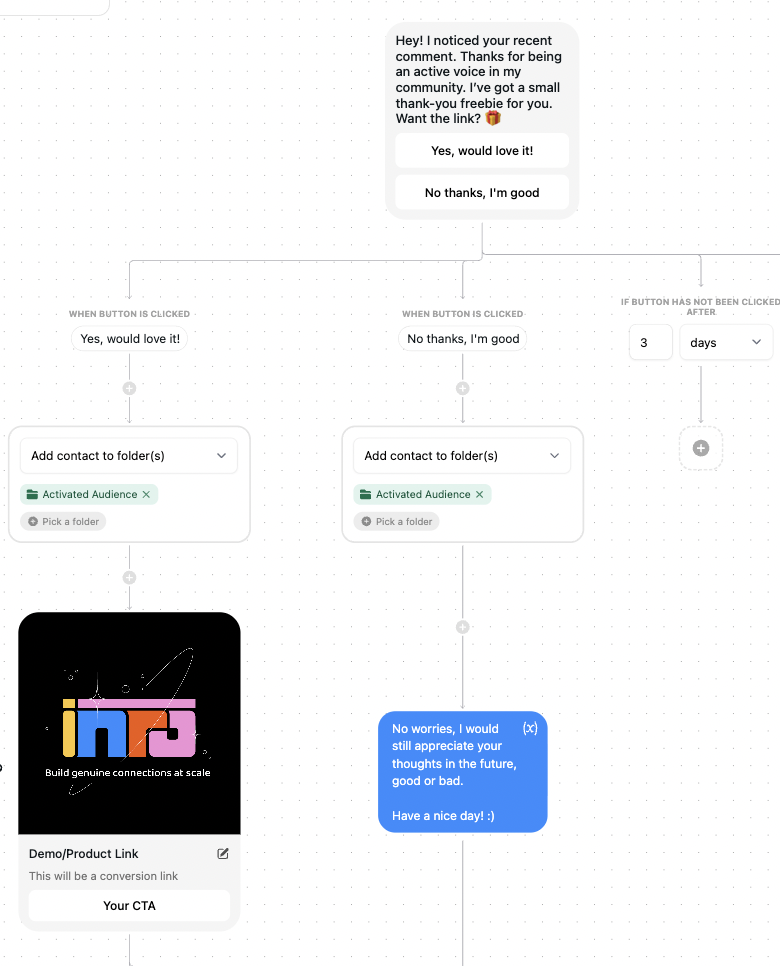 Hey! I noticed your recent
comment. Thanks for being
an active voice in my
community. I've got a small
thank-you freebie for you.
Want the link? 🎁
Yes, would love it!
No thanks, I'm good
WHEN BUTTON IS CLICKED
Yes, would love it!
WHEN BUTTON IS CLICKED
No thanks, I'm good
IF BUTTON HAS NOT BEEN CLICKED
AFTER
3 days
Add contact to folder(s)
Activated Audience ×
Pick a folder
Add contact to folder(s)
Activated Audience ×
Pick a folder
inro
Build genuine connections at scale
Demo/Product Link
This will be a conversion link
Your CTA
No worries, I would (x)
still appreciate your
thoughts in the future,
good or bad.
Have a nice day! :)